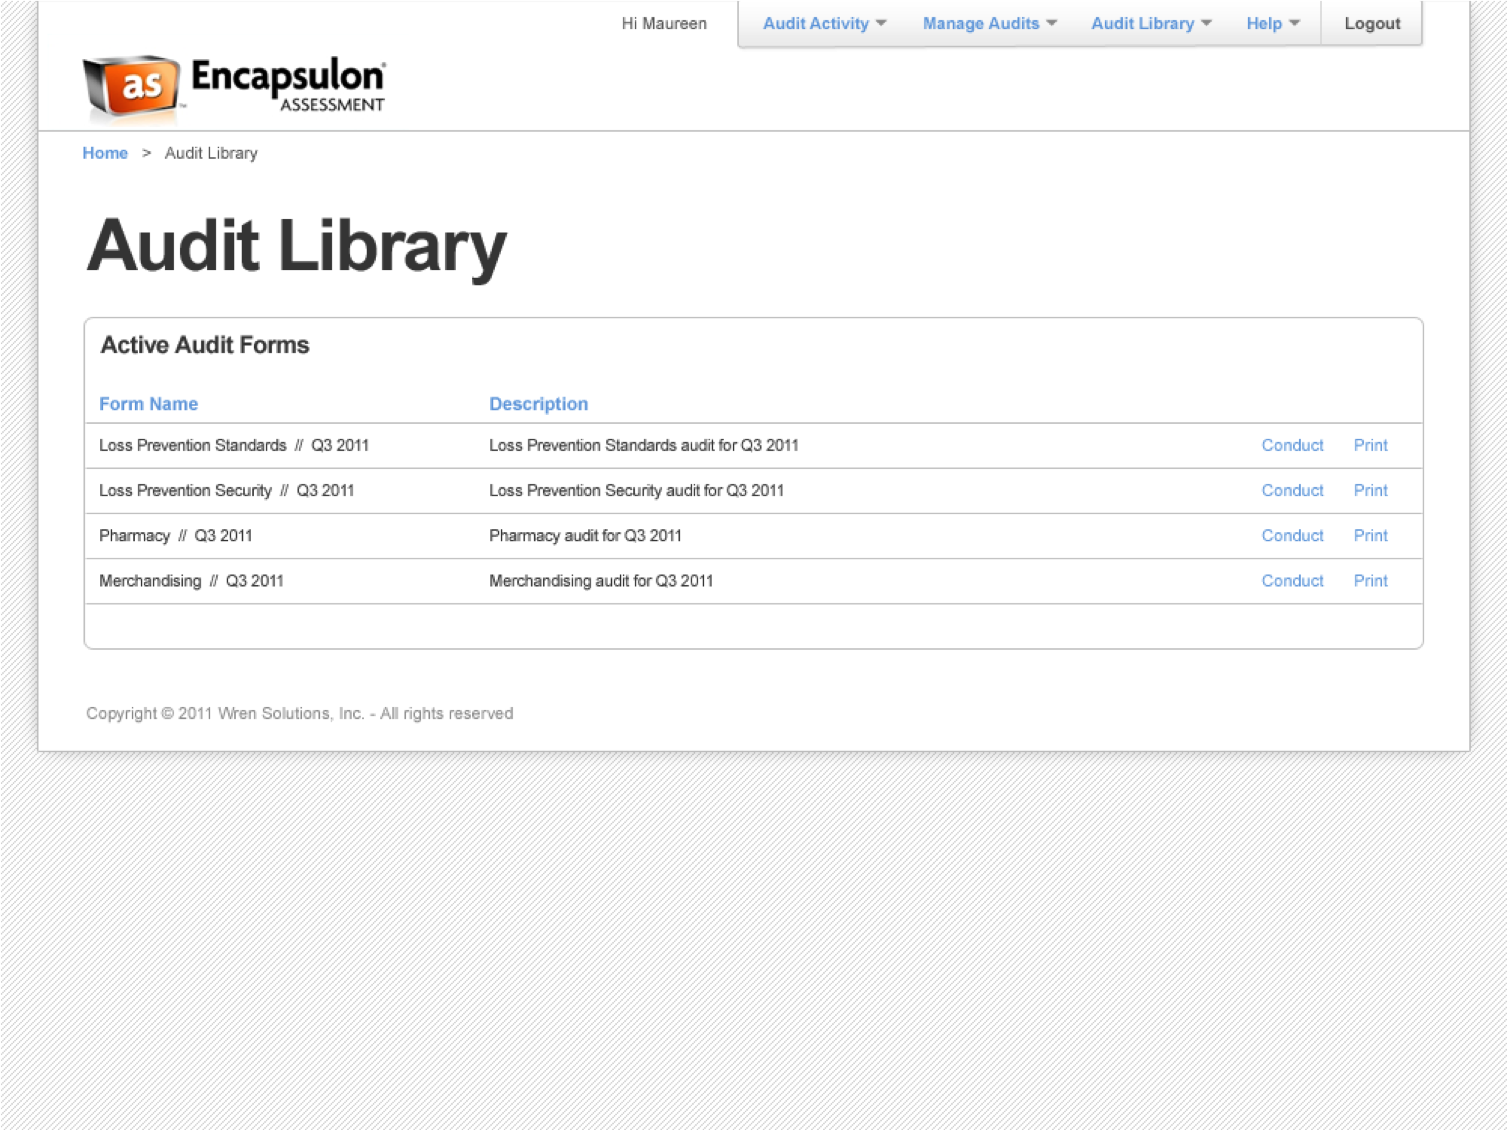 Hi Maureen Audit Activity Manage Audits Audit Library Help Logout
as™ Encapsulon®
ASSESSMENT
Home > Audit Library
Audit Library
Active Audit Forms
Form Name Description
Loss Prevention Standards // Q3 2011 Loss Prevention Standards audit for Q3 2011 Conduct Print
Loss Prevention Security // Q3 2011 Loss Prevention Security audit for Q3 2011 Conduct Print
Pharmacy // Q3 2011 Pharmacy audit for Q3 2011 Conduct Print
Merchandising // Q3 2011 Merchandising audit for Q3 2011 Conduct Print
Copyright © 2011 Wren Solutions, Inc. - All rights reserved